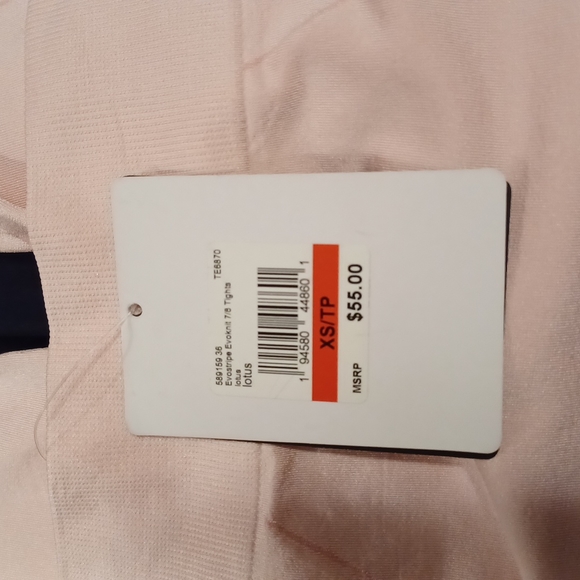 589159 36
TE6870
Evostripe Evoknit 7/8 Tights
lotus
lotus
1 94580 44860 1
XS/TP
MSRP $55.00